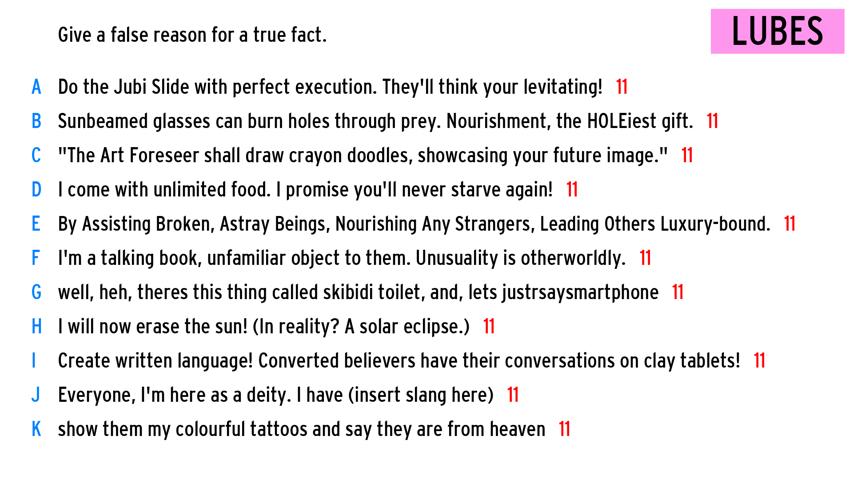 Give a false reason for a true fact.
LUBES
A Do the Jubi Slide with perfect execution. They'll think your levitating! 11
B Sunbeamed glasses can burn holes through prey. Nourishment, the HOLEiest gift. 11
C "The Art Foreseer shall draw crayon doodles, showcasing your future image." 11
D I come with unlimited food. I promise you'll never starve again! 11
E By Assisting Broken, Astray Beings, Nourishing Any Strangers, Leading Others Luxury-bound. 11
F I'm a talking book, unfamiliar object to them. Unusuality is otherworldly. 11
G well, heh, theres this thing called skibidi toilet, and, lets justrsaysmartphone 11
H I will now erase the sun! (In reality? A solar eclipse.) 11
I Create written language! Converted believers have their conversations on clay tablets! 11
J Everyone, I'm here as a deity. I have (insert slang here) 11
K show them my colourful tattoos and say they are from heaven 11